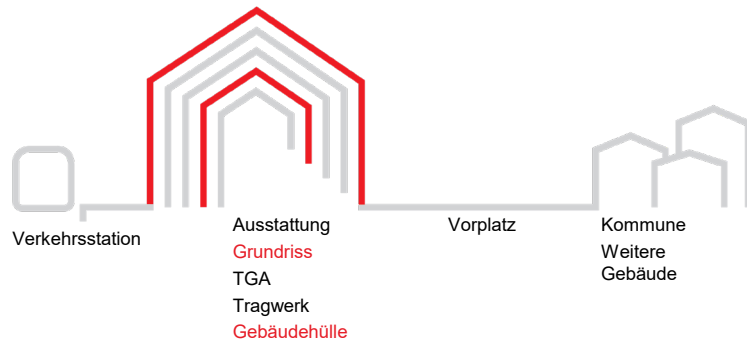 Verkehrsstation
Ausstattung
Grundriss
TGA
Tragwerk
Gebäudehülle
Vorplatz
Kommune
Weitere
Gebäude